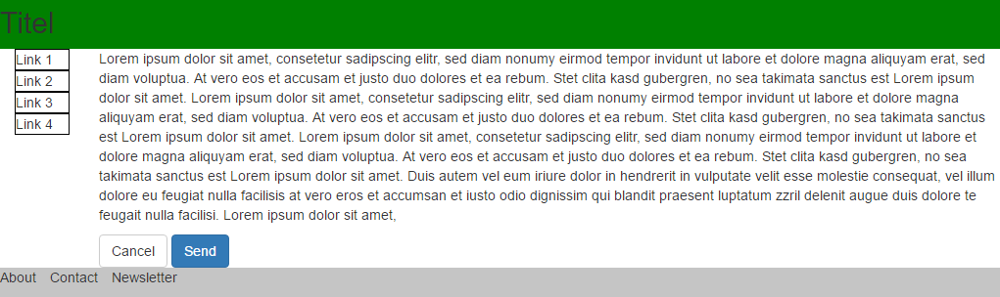 Titel
Link 1
Link 2
Link 3
Link 4
Lorem ipsum dolor sit amet, consetetur sadipscing elitr, sed diam nonumy eirmod tempor invidunt ut labore et dolore magna aliquyam erat, sed
diam voluptua. At vero eos et accusam et justo duo dolores et ea rebum. Stet clita kasd gubergren, no sea takimata sanctus est Lorem ipsum
dolor sit amet. Lorem ipsum dolor sit amet, consetetur sadipscing elitr, sed diam nonumy eirmod tempor invidunt ut labore et dolore magna
aliquyam erat, sed diam voluptua. At vero eos et accusam et justo duo dolores et ea rebum. Stet clita kasd gubergren, no sea takimata sanctus
est Lorem ipsum dolor sit amet. Lorem ipsum dolor sit amet, consetetur sadipscing elitr, sed diam nonumy eirmod tempor invidunt ut labore et
dolore magna aliquyam erat, sed diam voluptua. At vero eos et accusam et justo duo dolores et ea rebum. Stet clita kasd gubergren, no sea
takimata sanctus est Lorem ipsum dolor sit amet. Duis autem vel eum iriure dolor in hendrerit in vulputate velit esse molestie consequat, vel illum
dolore eu feugiat nulla facilisis at vero eros et accumsan et iusto odio dignissim qui blandit praesent luptatum zzril delenit augue duis dolore te
feugait nulla facilisi. Lorem ipsum dolor sit amet,
Cancel Send
About Contact Newsletter